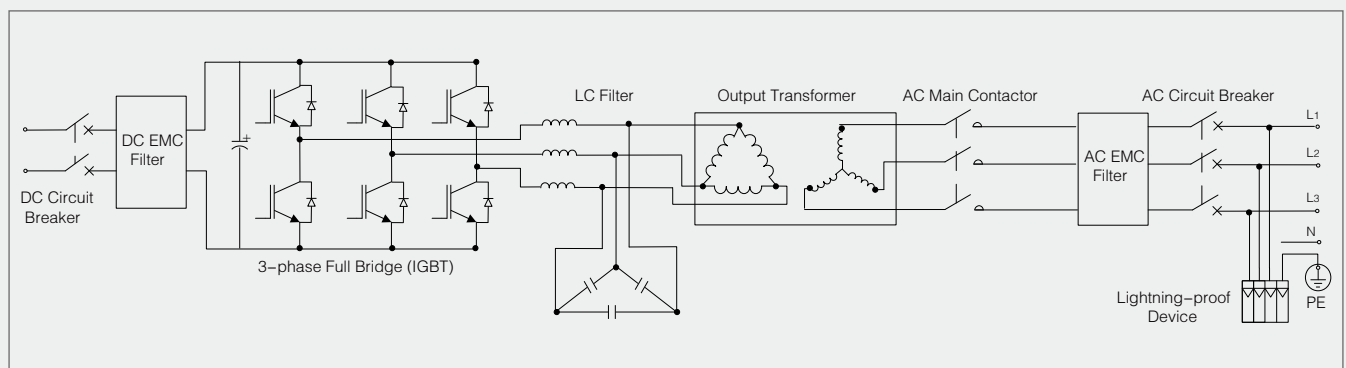 LC Filter
Output Transformer
AC Main Contactor
AC Circuit Breaker
DC EMC
Filter
+
AC EMC
Filter
L1
L2
L3
N
DC Circuit
Breaker
3-phase Full Bridge (IGBT)
Lightning-proof
Device
PE